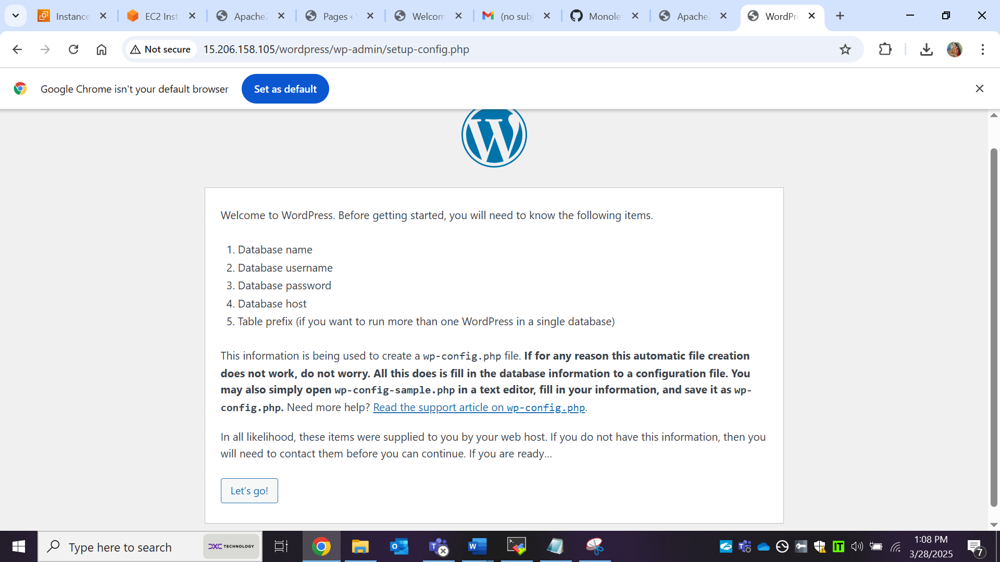 Instance
EC2 Inst
Apache2
Pages ‹
Welcom
(no subj
Monole
Apache2
WordPre
Not secure
15.206.158.105/wordpress/wp-admin/setup-config.php
Google Chrome isn't your default browser
Set as default
Welcome to WordPress. Before getting started, you will need to know the following items.
1. Database name
2. Database username
3. Database password
4. Database host
5. Table prefix (if you want to run more than one WordPress in a single database)
This information is being used to create a wp-config.php file. If for any reason this automatic file creation
does not work, do not worry. All this does is fill in the database information to a configuration file. You
may also simply open wp-config-sample.php in a text editor, fill in your information, and save it as wp-
config.php. Need more help? Read the support article on wp-config.php.
In all likelihood, these items were supplied to you by your web host. If you do not have this information, then you
will need to contact them before you can continue. If you are ready…
Let’s go!
Type here to search
DXC TECHNOLOGY
1:08 PM
3/28/2025
7